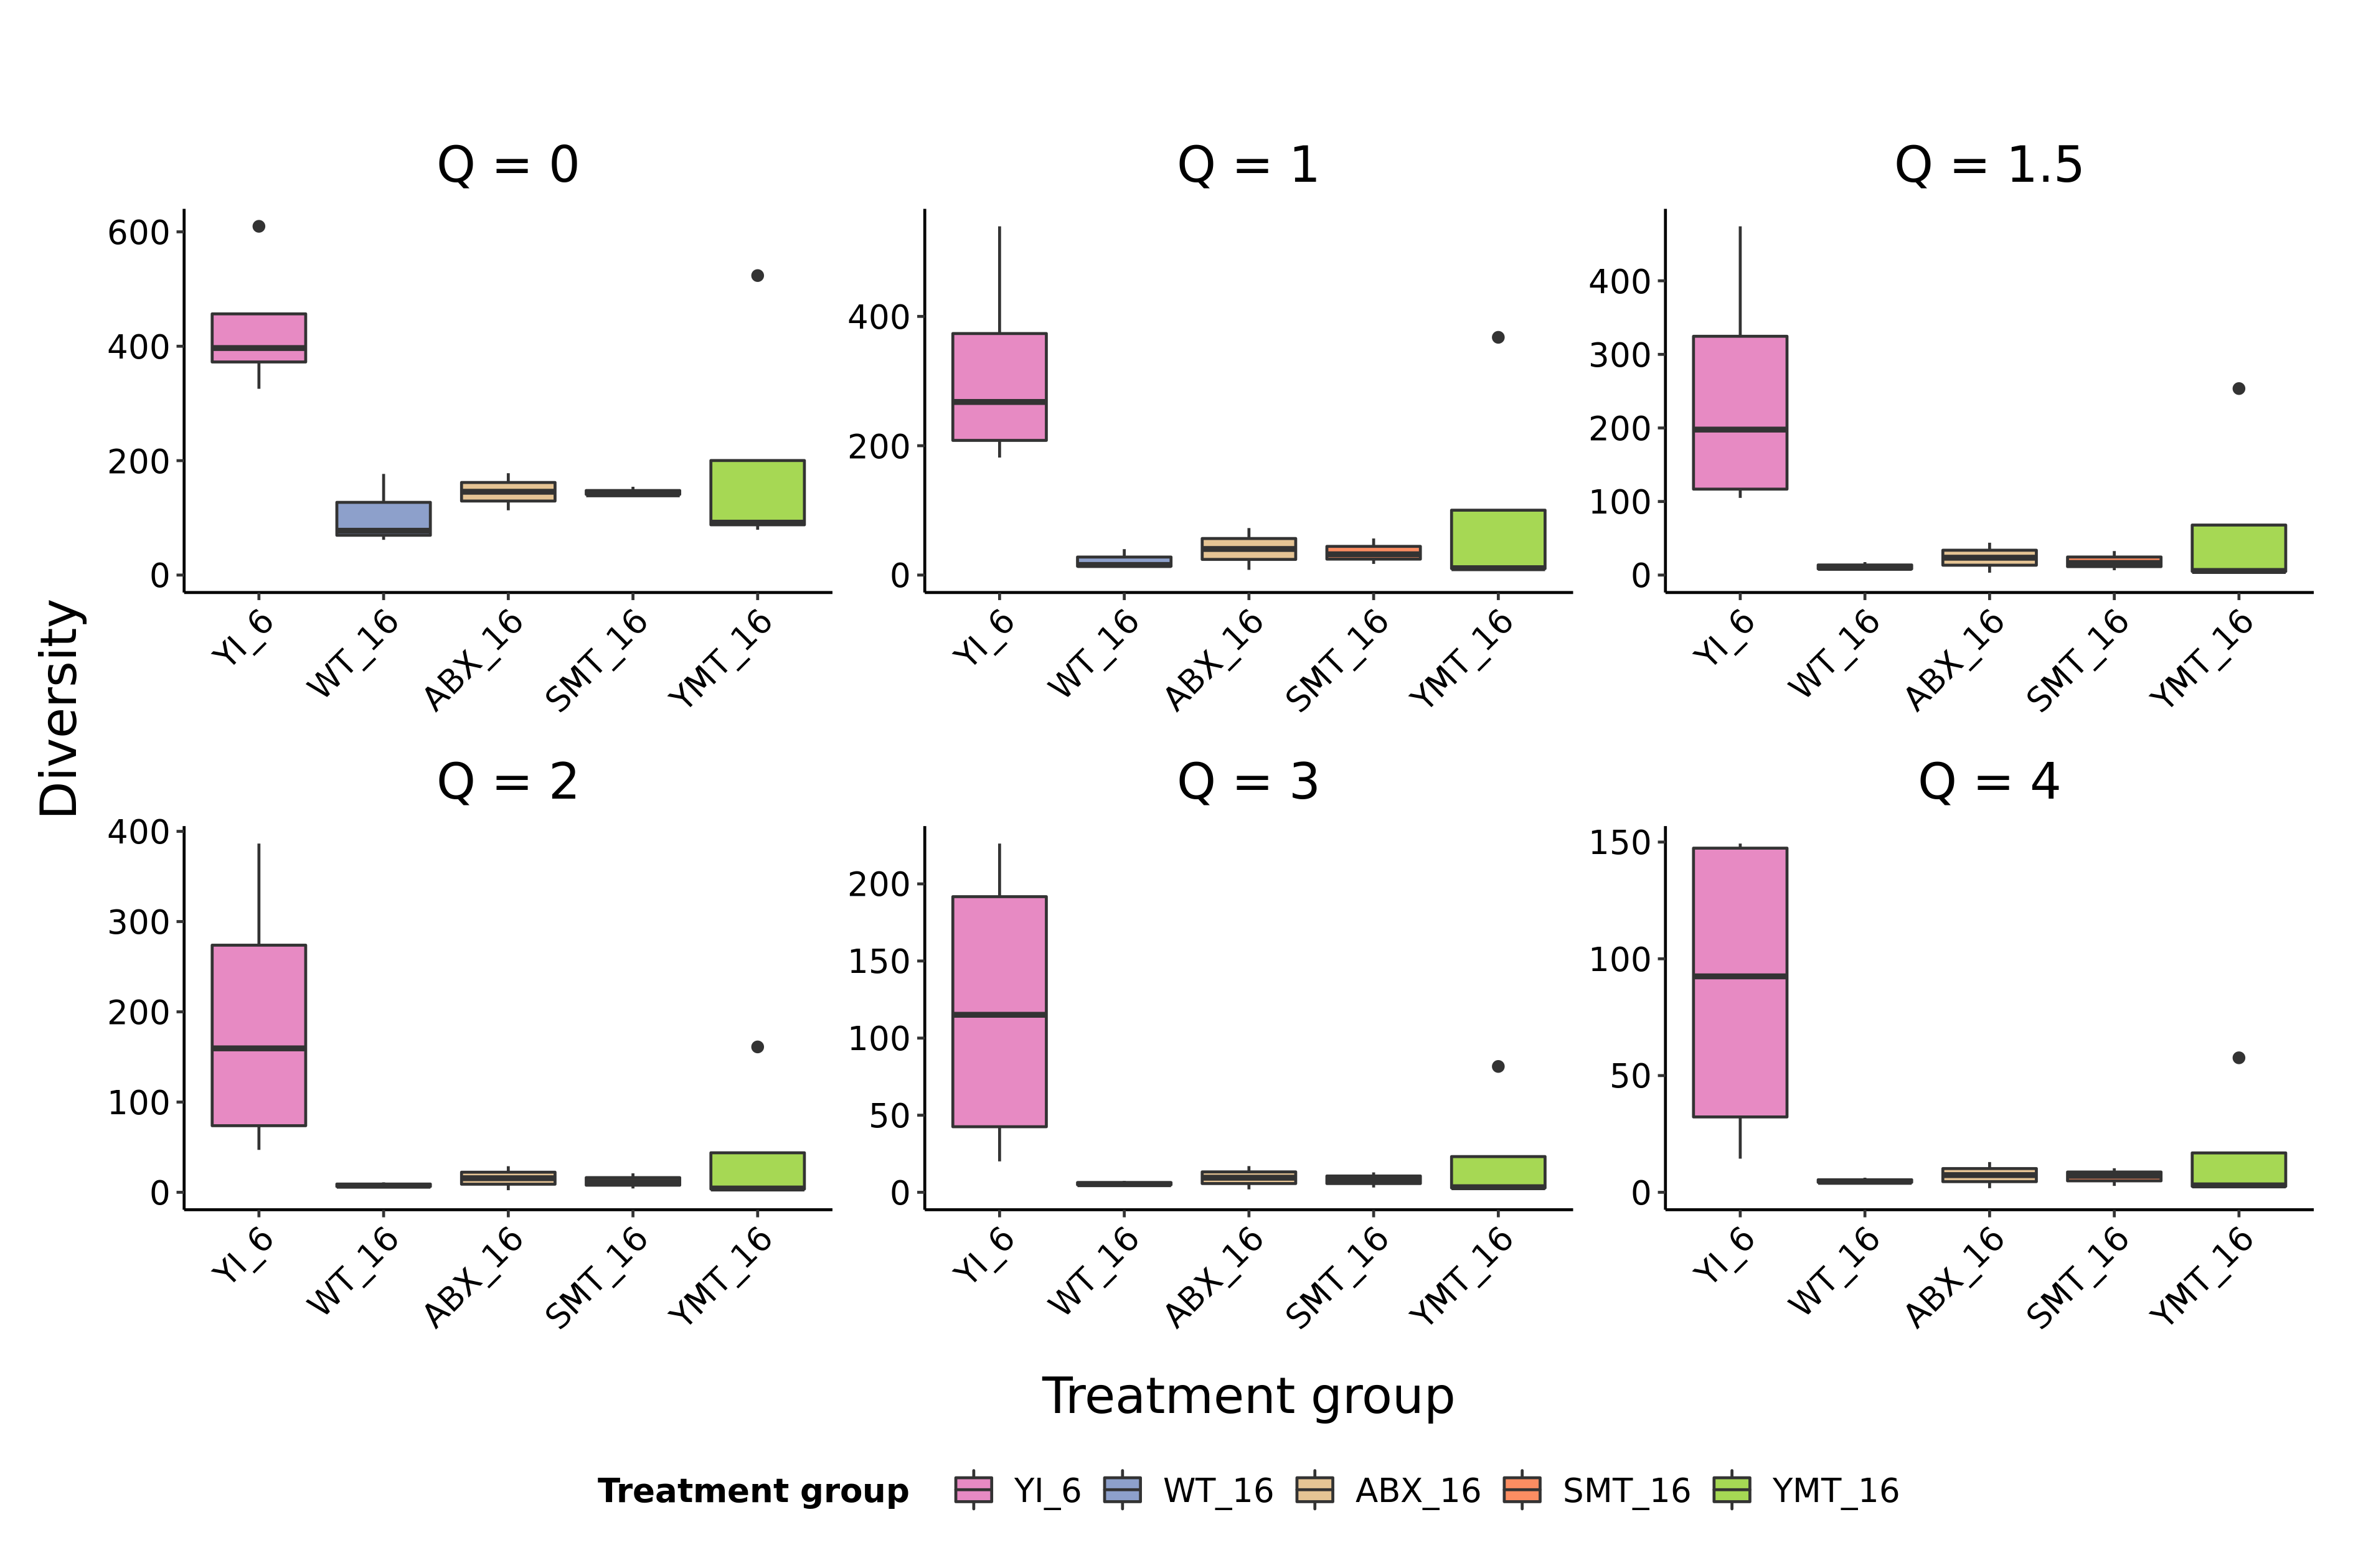 Q = 0
Q = 1
Q = 1.5
600
400
200
0
400
200
0
400
300
200
100
0
YI_6
WT_16
ABX_16
SMT_16
YMT_16
YI_6
WT_16
ABX_16
SMT_16
YMT_16
YI_6
WT_16
ABX_16
SMT_16
YMT_16
Diversity
Q = 2
Q = 3
Q = 4
400
300
200
100
0
200
150
100
50
0
150
100
50
0
YI_6
WT_16
ABX_16
SMT_16
YMT_16
YI_6
WT_16
ABX_16
SMT_16
YMT_16
YI_6
WT_16
ABX_16
SMT_16
YMT_16
Treatment group
Treatment group YI_6 WT_16 ABX_16 SMT_16 YMT_16